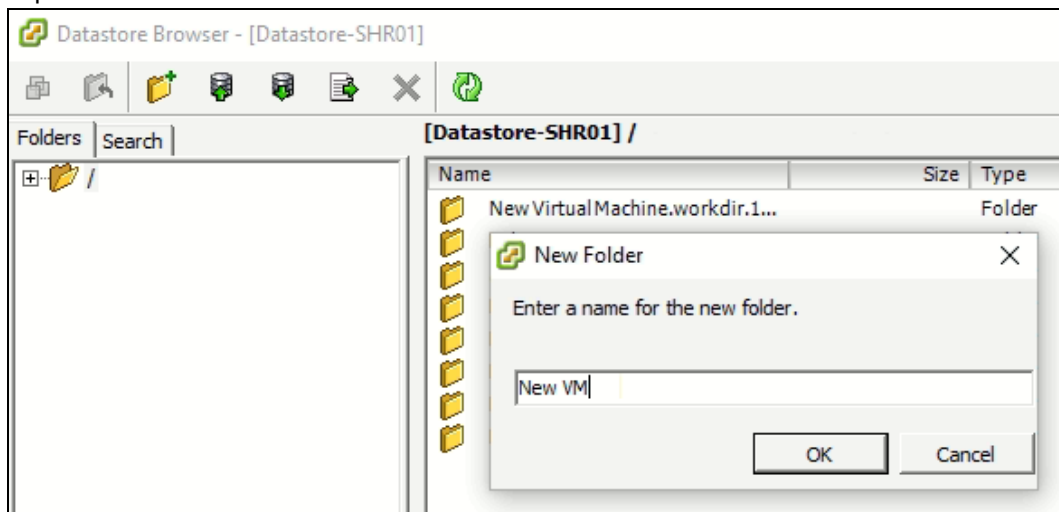 Datastore Browser - [Datastore-SHR01]
Folders Search
[Datastore-SHR01] /
Name Size Type
/
New Virtual Machine.workdir.1... Folder
New Folder
Enter a name for the new folder.
New VM
OK Cancel